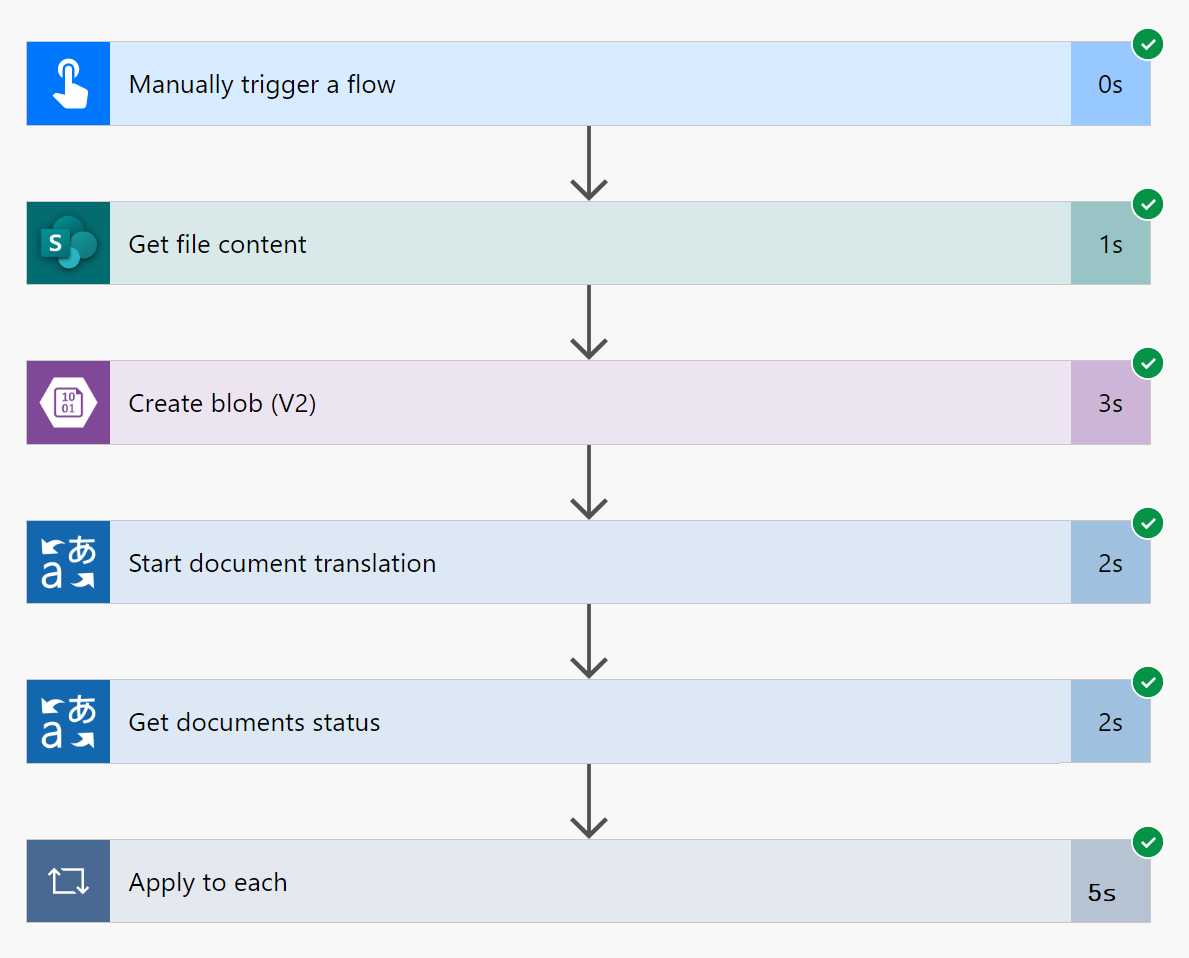 Manually trigger a flow 0s
S Get file content 1s
10
01
Create blob (V2) 3s
あ
a
Start document translation 2s
あ
a
Get documents status 2s
Apply to each 5s